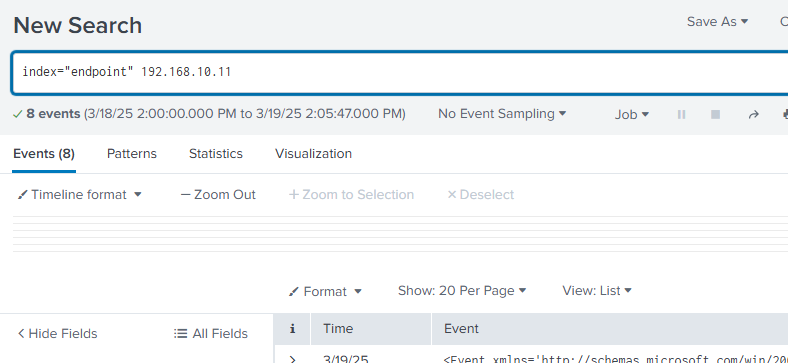 New Search
Save As
index="endpoint" 192.168.10.11
8 events (3/18/25 2:00:00.000 PM to 3/19/25 2:05:47.000 PM)
No Event Sampling
Job
Events (8)
Patterns
Statistics
Visualization
Timeline format
— Zoom Out
+ Zoom to Selection
× Deselect
Format
Show: 20 Per Page
View: List
< Hide Fields
All Fields
i
Time
Event
>
3/19/25
<Event xmlns='http://schemas.microsoft.com/win/20